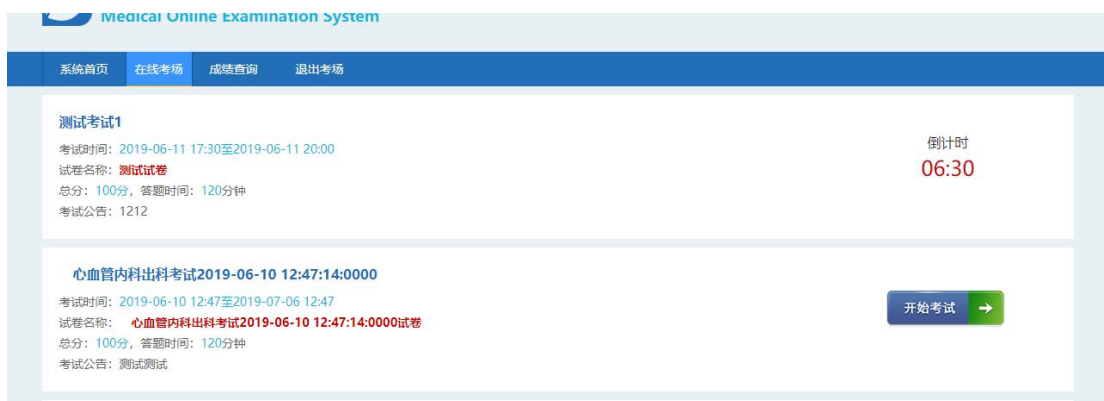 Medical Online Examination System
系统首页 在线考场 成绩查询 退出考场
测试考试1
考试时间：2019-06-11 17:30至2019-06-11 20:00
试卷名称：测试试卷
总分：100分，答题时间：120分钟
考试公告：1212
倒计时
06:30
心血管内科出科考试2019-06-10 12:47:14:0000
考试时间：2019-06-10 12:47至2019-07-06 12:47
试卷名称： 心血管内科出科考试2019-06-10 12:47:14:0000试卷
总分：100分，答题时间：120分钟
考试公告：测试测试
开始考试